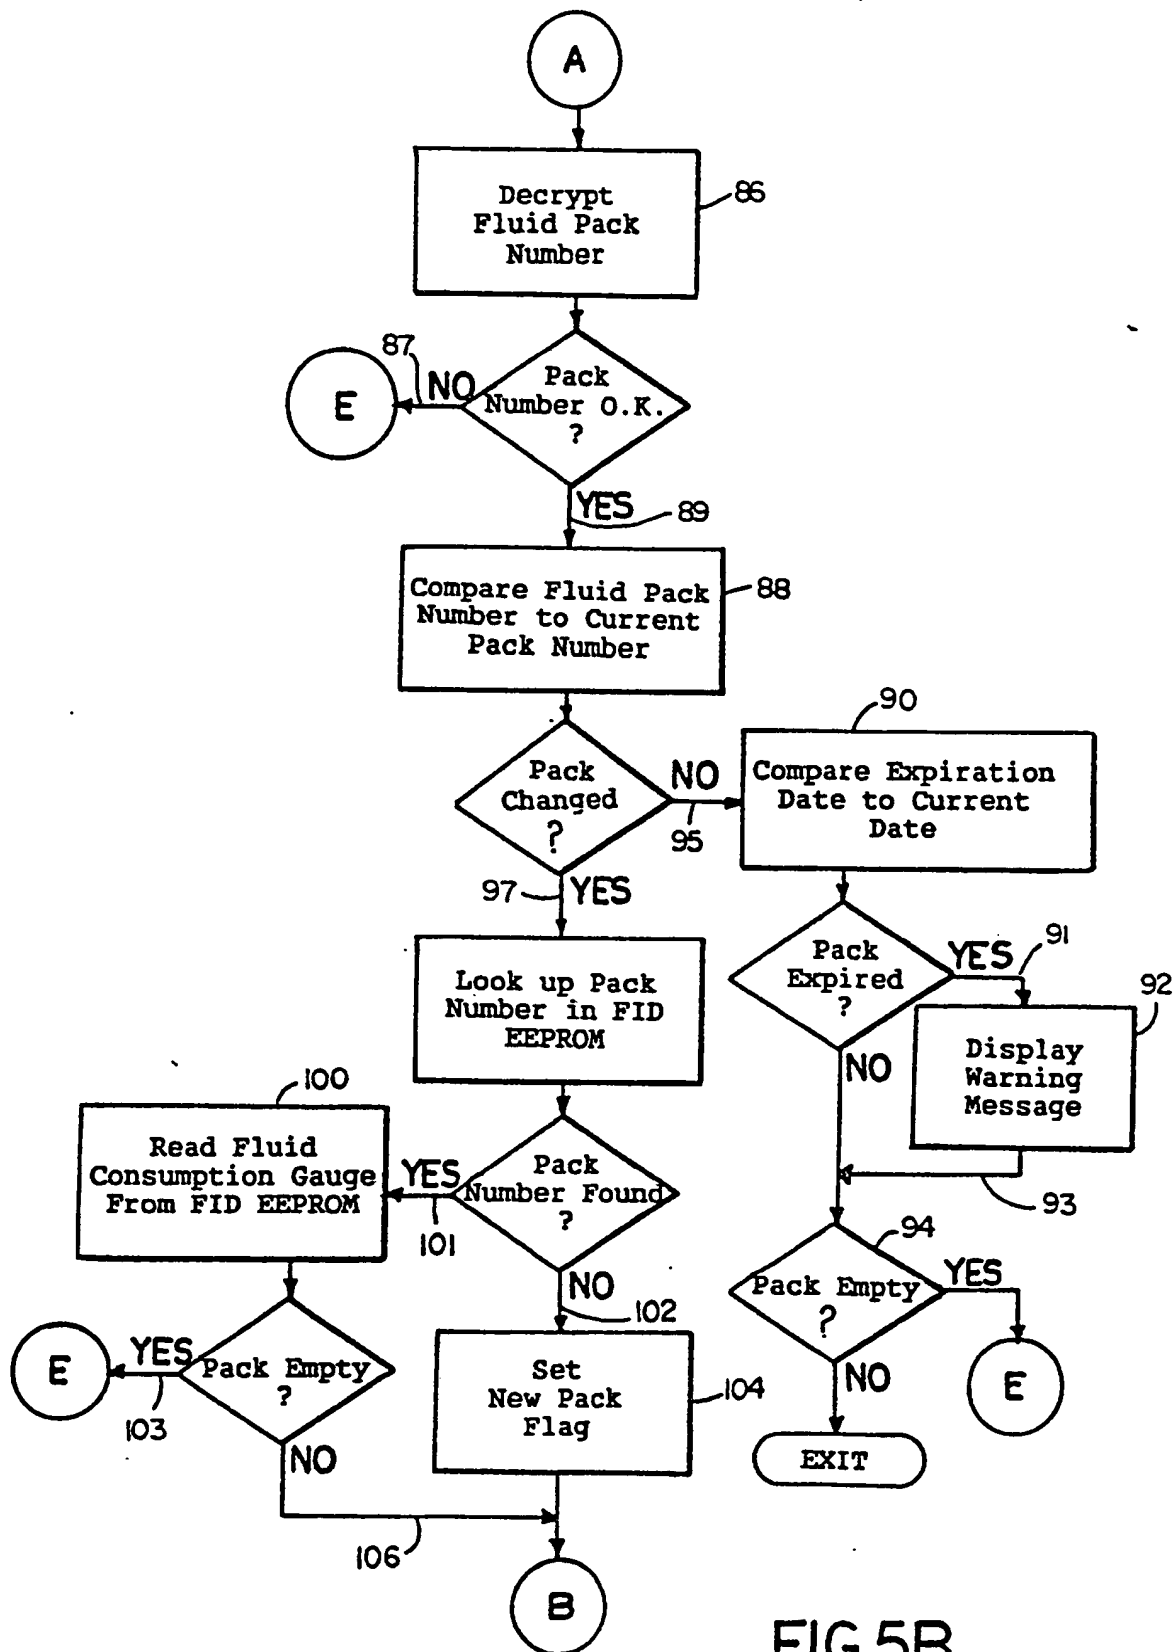 A
Decrypt
Fluid Pack
Number
86
87
NO
E
Pack
Number O.K.
?
YES
89
Compare Fluid Pack
Number to Current
Pack Number
88
90
Pack
Changed
?
NO
95
Compare Expiration
Date to Current
Date
97
YES
Look up Pack
Number in FID
EEPROM
Pack
Expired
?
YES
91
92
NO
Display
Warning
Message
93
100
Read Fluid
Consumption Gauge
From FID EEPROM
YES
101
Pack
Number Found
?
NO
102
94
Pack Empty
?
YES
E
NO
EXIT
E
YES
103
Pack Empty
?
NO
Set
New Pack
Flag
104
106
B
FIG.5B